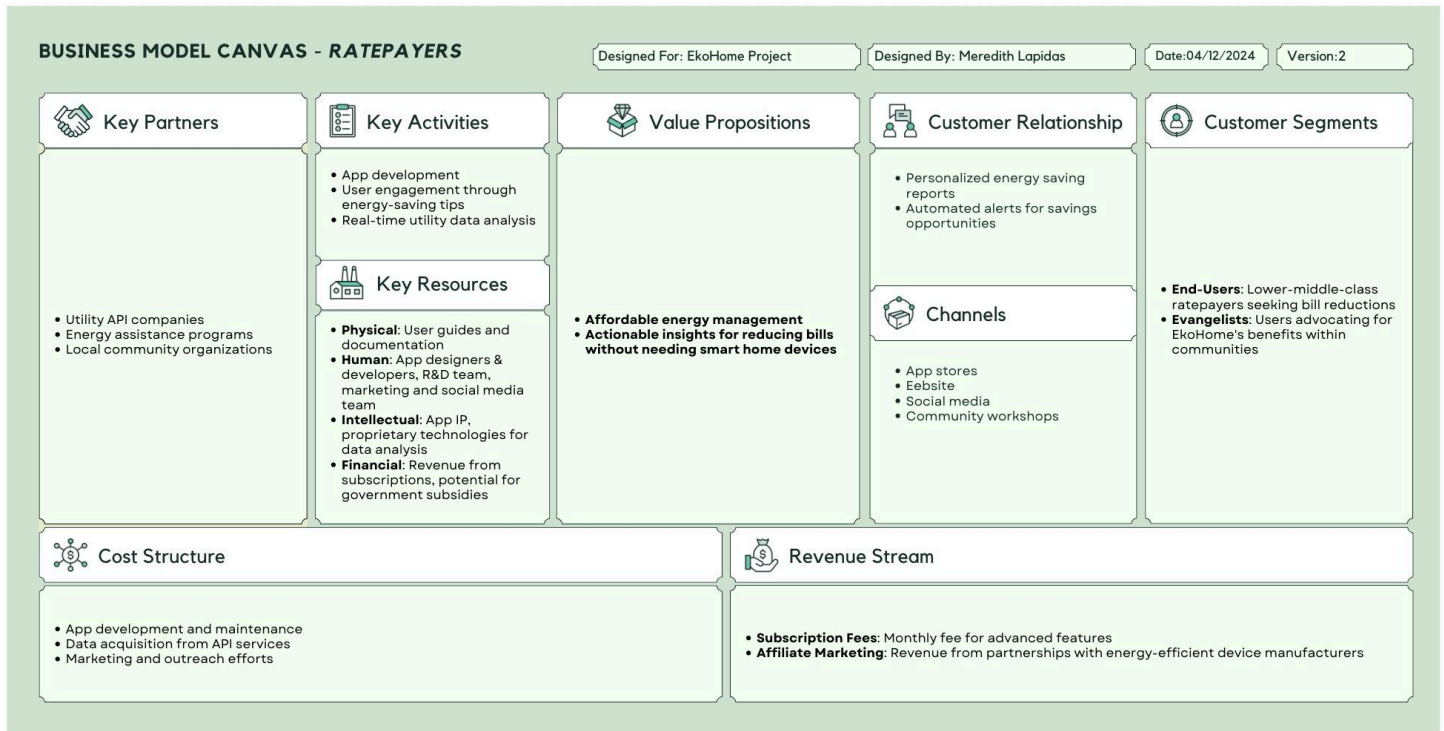 BUSINESS MODEL CANVAS - RATEPAYERS
Designed For: EkoHome Project
Designed By: Meredith Lapidas
Date:04/12/2024
Version:2
Key Partners
• Utility API companies
• Energy assistance programs
• Local community organizations
Key Activities
• App development
• User engagement through
energy-saving tips
• Real-time utility data analysis
Key Resources
• Physical: User guides and
documentation
• Human: App designers &
developers, R&D team,
marketing and social media
team
• Intellectual: App IP,
proprietary technologies for
data analysis
• Financial: Revenue from
subscriptions, potential for
government subsidies
Value Propositions
• Affordable energy management
• Actionable insights for reducing bills
without needing smart home devices
Customer Relationship
• Personalized energy saving
reports
• Automated alerts for savings
opportunities
Channels
• App stores
• Eebsite
• Social media
• Community workshops
Customer Segments
• End-Users: Lower-middle-class
ratepayers seeking bill reductions
• Evangelists: Users advocating for
EkoHome's benefits within
communities
Cost Structure
• App development and maintenance
• Data acquisition from API services
• Marketing and outreach efforts
Revenue Stream
• Subscription Fees: Monthly fee for advanced features
• Affiliate Marketing: Revenue from partnerships with energy-efficient device manufacturers